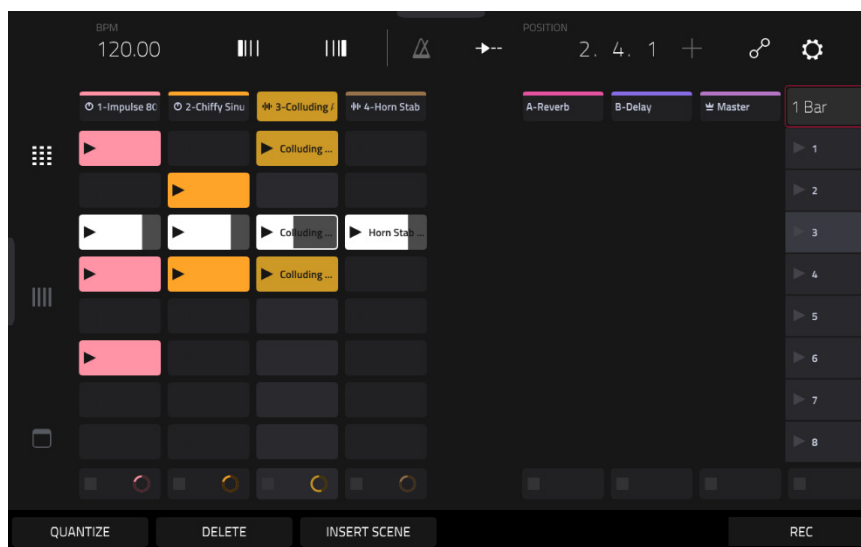 BPM
120.00
POSITION
2. 4. 1
1-Impulse 80
2-Chiffy Sinu
3-Colluding
4-Horn Stab
A-Reverb
B-Delay
Master
1 Bar
Colluding ...
1
2
Colluding ...
Horn Stab ...
3
Colluding ...
4
5
6
7
8
QUANTIZE
DELETE
INSERT SCENE
REC